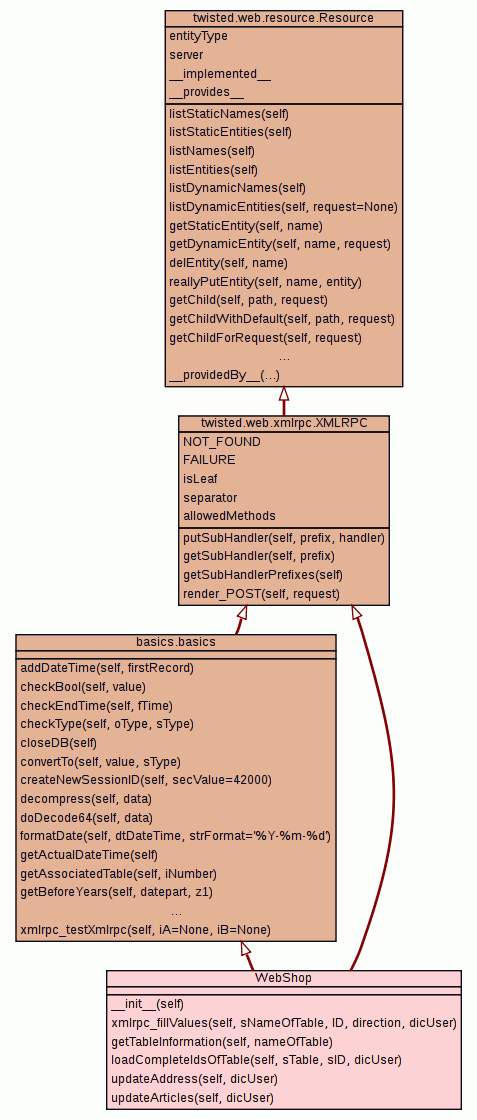 twisted.web.resource.Resource
entityType
server
__implemented__
__provides__
listStaticNames(self)
listStaticEntities(self)
listNames(self)
listEntities(self)
listDynamicNames(self)
listDynamicEntities(self, request=None)
getStaticEntity(self, name)
getDynamicEntity(self, name, request)
delEntity(self, name)
reallyPutEntity(self, name, entity)
getChild(self, path, request)
getChildWithDefault(self, path, request)
getChildForRequest(self, request)
...
__providedBy__(...)
twisted.web.xmlrpc.XMLRPC
NOT_FOUND
FAILURE
isLeaf
separator
allowedMethods
putSubHandler(self, prefix, handler)
getSubHandler(self, prefix)
getSubHandlerPrefixes(self)
render_POST(self, request)
basics.basics
addDateTime(self, firstRecord)
checkBool(self, value)
checkEndTime(self, fTime)
checkType(self, oType, sType)
closeDB(self)
convertTo(self, value, sType)
createNewSessionID(self, secValue=42000)
decompress(self, data)
doDecode64(self, data)
formatDate(self, dtDateTime, strFormat='%Y-%m-%d')
getActualDateTime(self)
getAssociatedTable(self, iNumber)
getBeforeYears(self, datepart, z1)
...
xmlrpc_testXmlrpc(self, iA=None, iB=None)
WebShop
__init__(self)
xmlrpc_fillValues(self, sNameOfTable, ID, direction, dicUser)
getTableInformation(self, nameOfTable)
loadCompleteIdsOfTable(self, sTable, sID, dicUser)
updateAddress(self, dicUser)
updateArticles(self, dicUser)